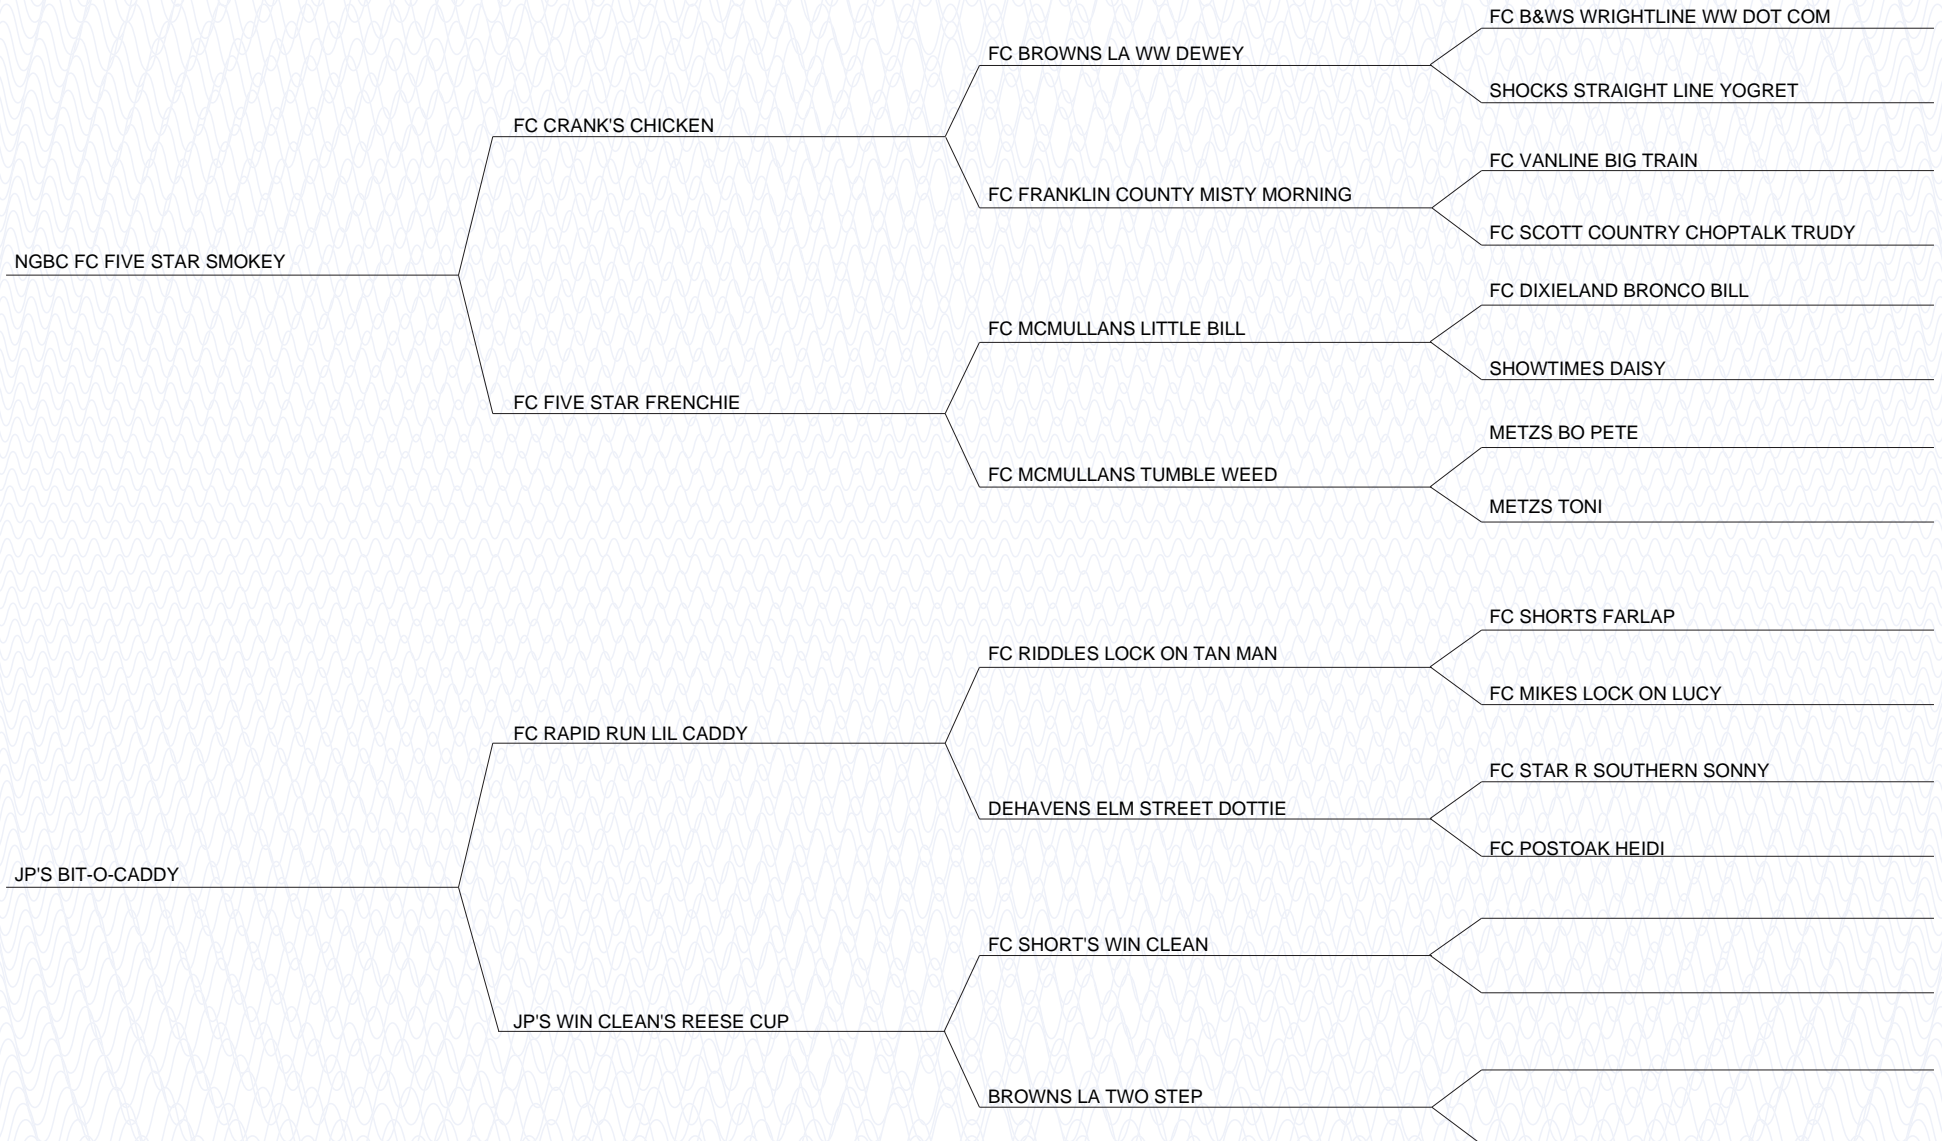 FC B&WS WRIGHTLINE WW DOT COM
FC BROWNS LA WW DEWEY
SHOCKS STRAIGHT LINE YOGRET
FC CRANK'S CHICKEN
FC VANLINE BIG TRAIN
FC FRANKLIN COUNTY MISTY MORNING
FC SCOTT COUNTRY CHOPTALK TRUDY
NGBC FC FIVE STAR SMOKEY
FC DIXIELAND BRONCO BILL
FC MCMULLANS LITTLE BILL
SHOWTIMES DAISY
FC FIVE STAR FRENCHIE
METZS BO PETE
FC MCMULLANS TUMBLE WEED
METZS TONI
FC SHORTS FARLAP
FC RIDDLES LOCK ON TAN MAN
FC MIKES LOCK ON LUCY
FC RAPID RUN LIL CADDY
FC STAR R SOUTHERN SONNY
DEHAVENS ELM STREET DOTTIE
FC POSTOAK HEIDI
JP'S BIT-O-CADDY
FC SHORT'S WIN CLEAN
JP'S WIN CLEAN'S REESE CUP
BROWNS LA TWO STEP